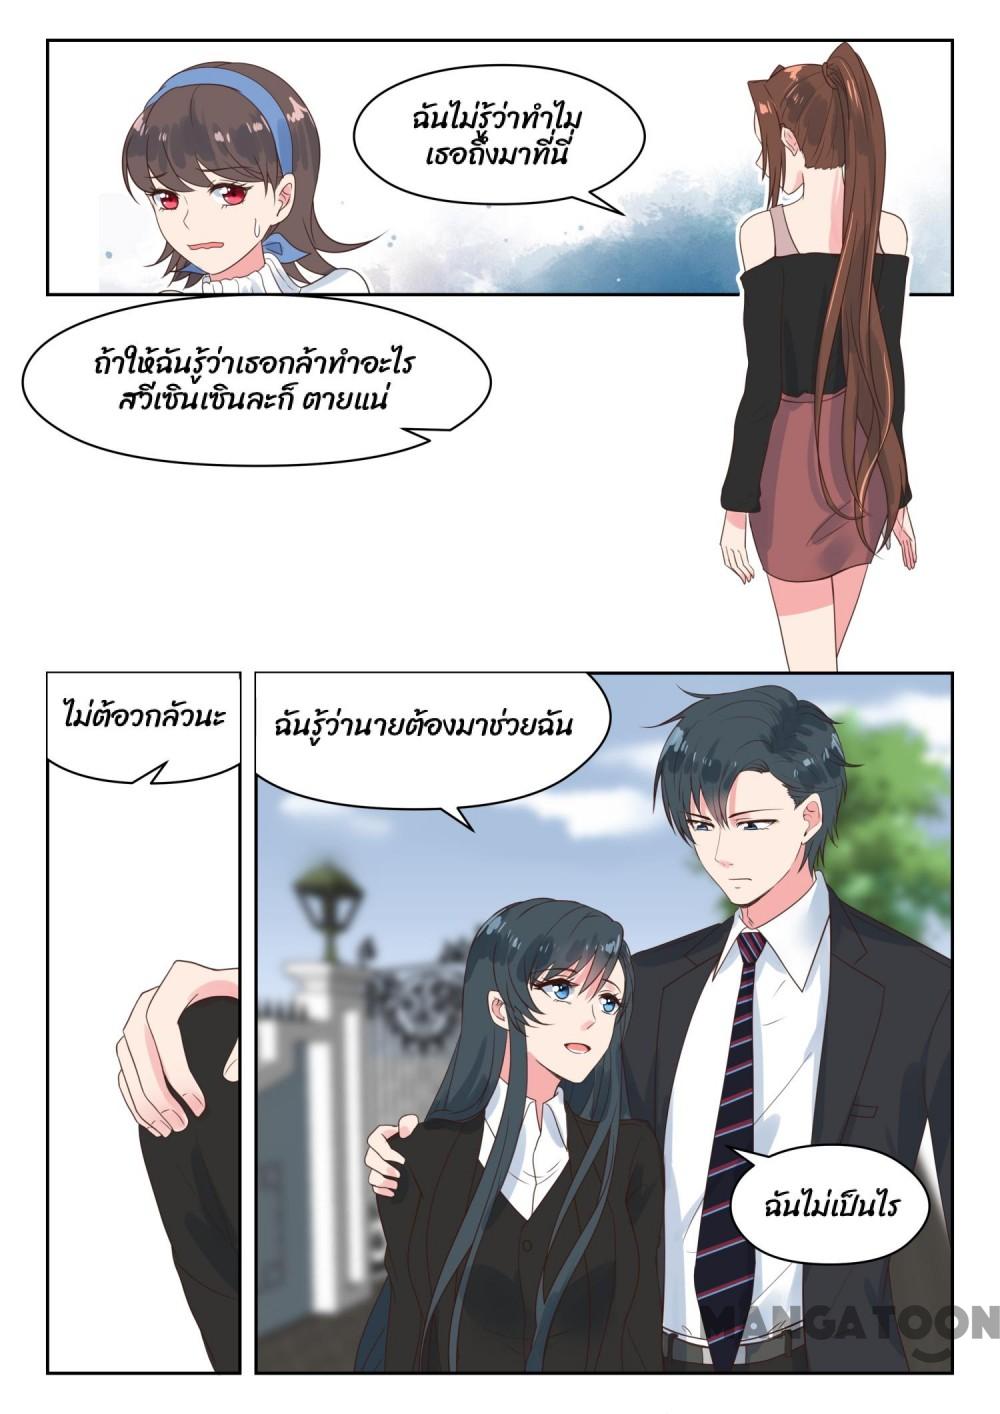 ฉันไม่รู้ว่าทำไม
เธอถึงมาที่นี่
ถ้าให้ฉันรู้ว่าเธอกล้าทำอะไร
สวีเซินเซินละก็ ตายแน่
ไม่ต้อวกลัวนะ
ฉันรู้ว่านายต้องมาช่วยฉัน
ฉันไม่เป็นไร
MANGATOON